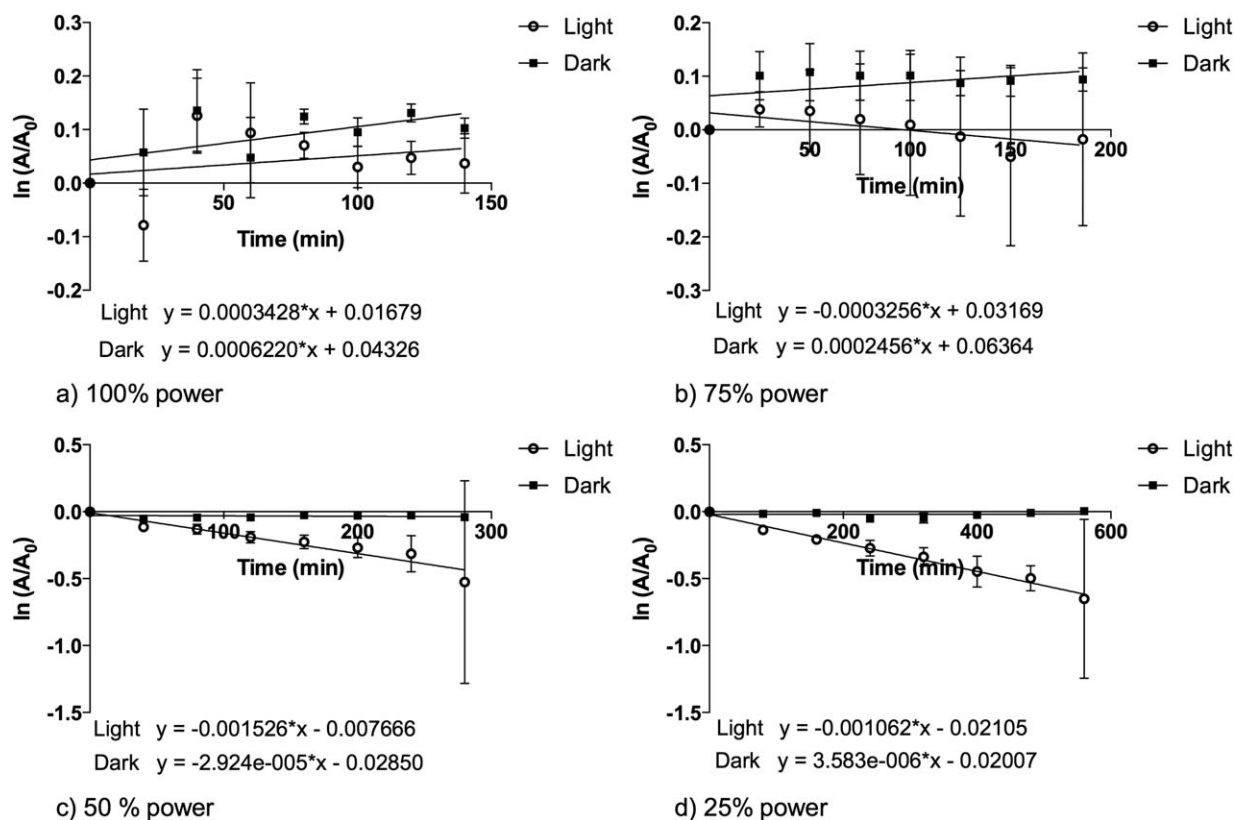 0.3
0.2
0.1
0.0
-0.1
-0.2
ln (A/A0)
50
100
150
Time (min)
Light
Dark
Light y = 0.0003428*x + 0.01679
Dark y = 0.0006220*x + 0.04326
a) 100% power
0.2
0.1
0.0
-0.1
-0.2
-0.3
ln (A/A0)
50
100
150
200
Time (min)
Light
Dark
Light y = -0.0003256*x + 0.03169
Dark y = 0.0002456*x + 0.06364
b) 75% power
0.5
0.0
-0.5
-1.0
-1.5
ln (A/A0)
100
200
300
Time (min)
Light
Dark
Light y = -0.001526*x - 0.007666
Dark y = -2.924e-005*x - 0.02850
c) 50 % power
0.5
0.0
-0.5
-1.0
-1.5
ln (A/A0)
200
400
600
Time (min)
Light
Dark
Light y = -0.001062*x - 0.02105
Dark y = 3.583e-006*x - 0.02007
d) 25% power